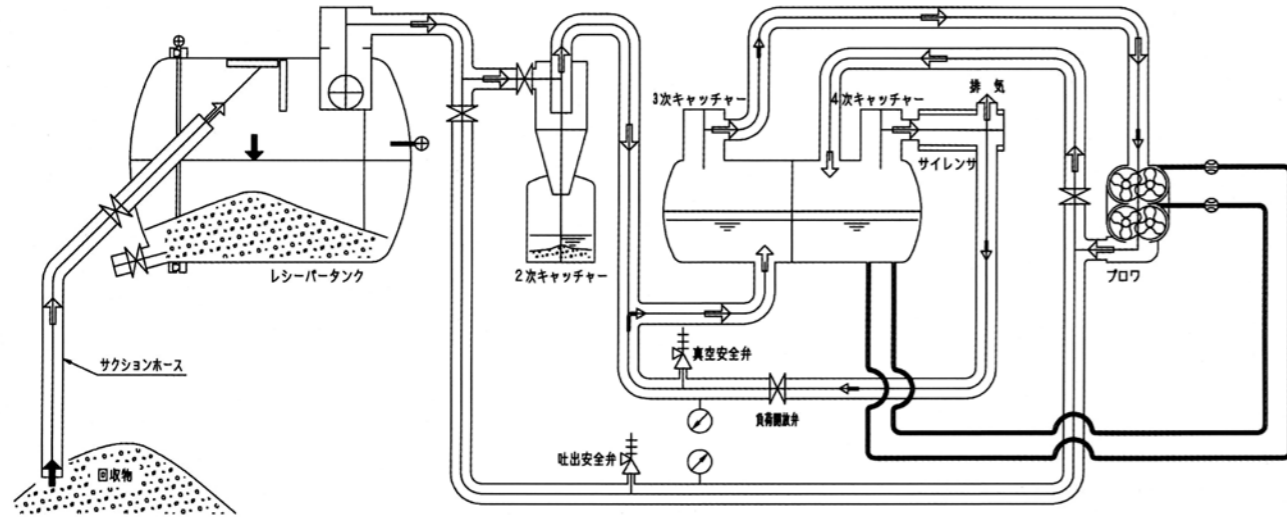 3次キャッチャー
4次キャッチャー
排 気
サイレンサ
レシーバータンク
2次キャッチャー
ブロワ
サクションホース
真空安全弁
負荷開放弁
吐出安全弁
回収物